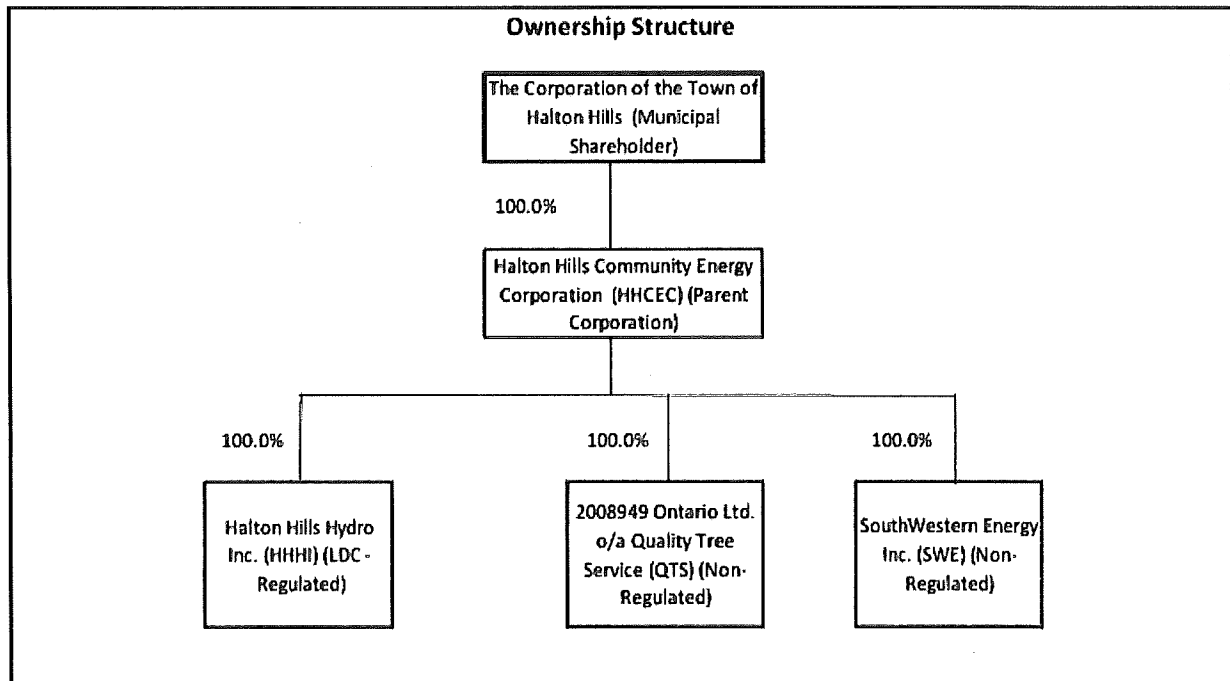 Ownership Structure
The Corporation of the Town of
Halton Hills (Municipal
Shareholder)
100.0%
Halton Hills Community Energy
Corporation (HHCEC) (Parent
Corporation)
100.0%
100.0%
100.0%
Halton Hills Hydro
Inc. (HHHI) (LDC -
Regulated)
2008949 Ontario Ltd.
o/a Quality Tree
Service (QTS) (Non-
Regulated)
SouthWestern Energy
Inc. (SWE) (Non-
Regulated)